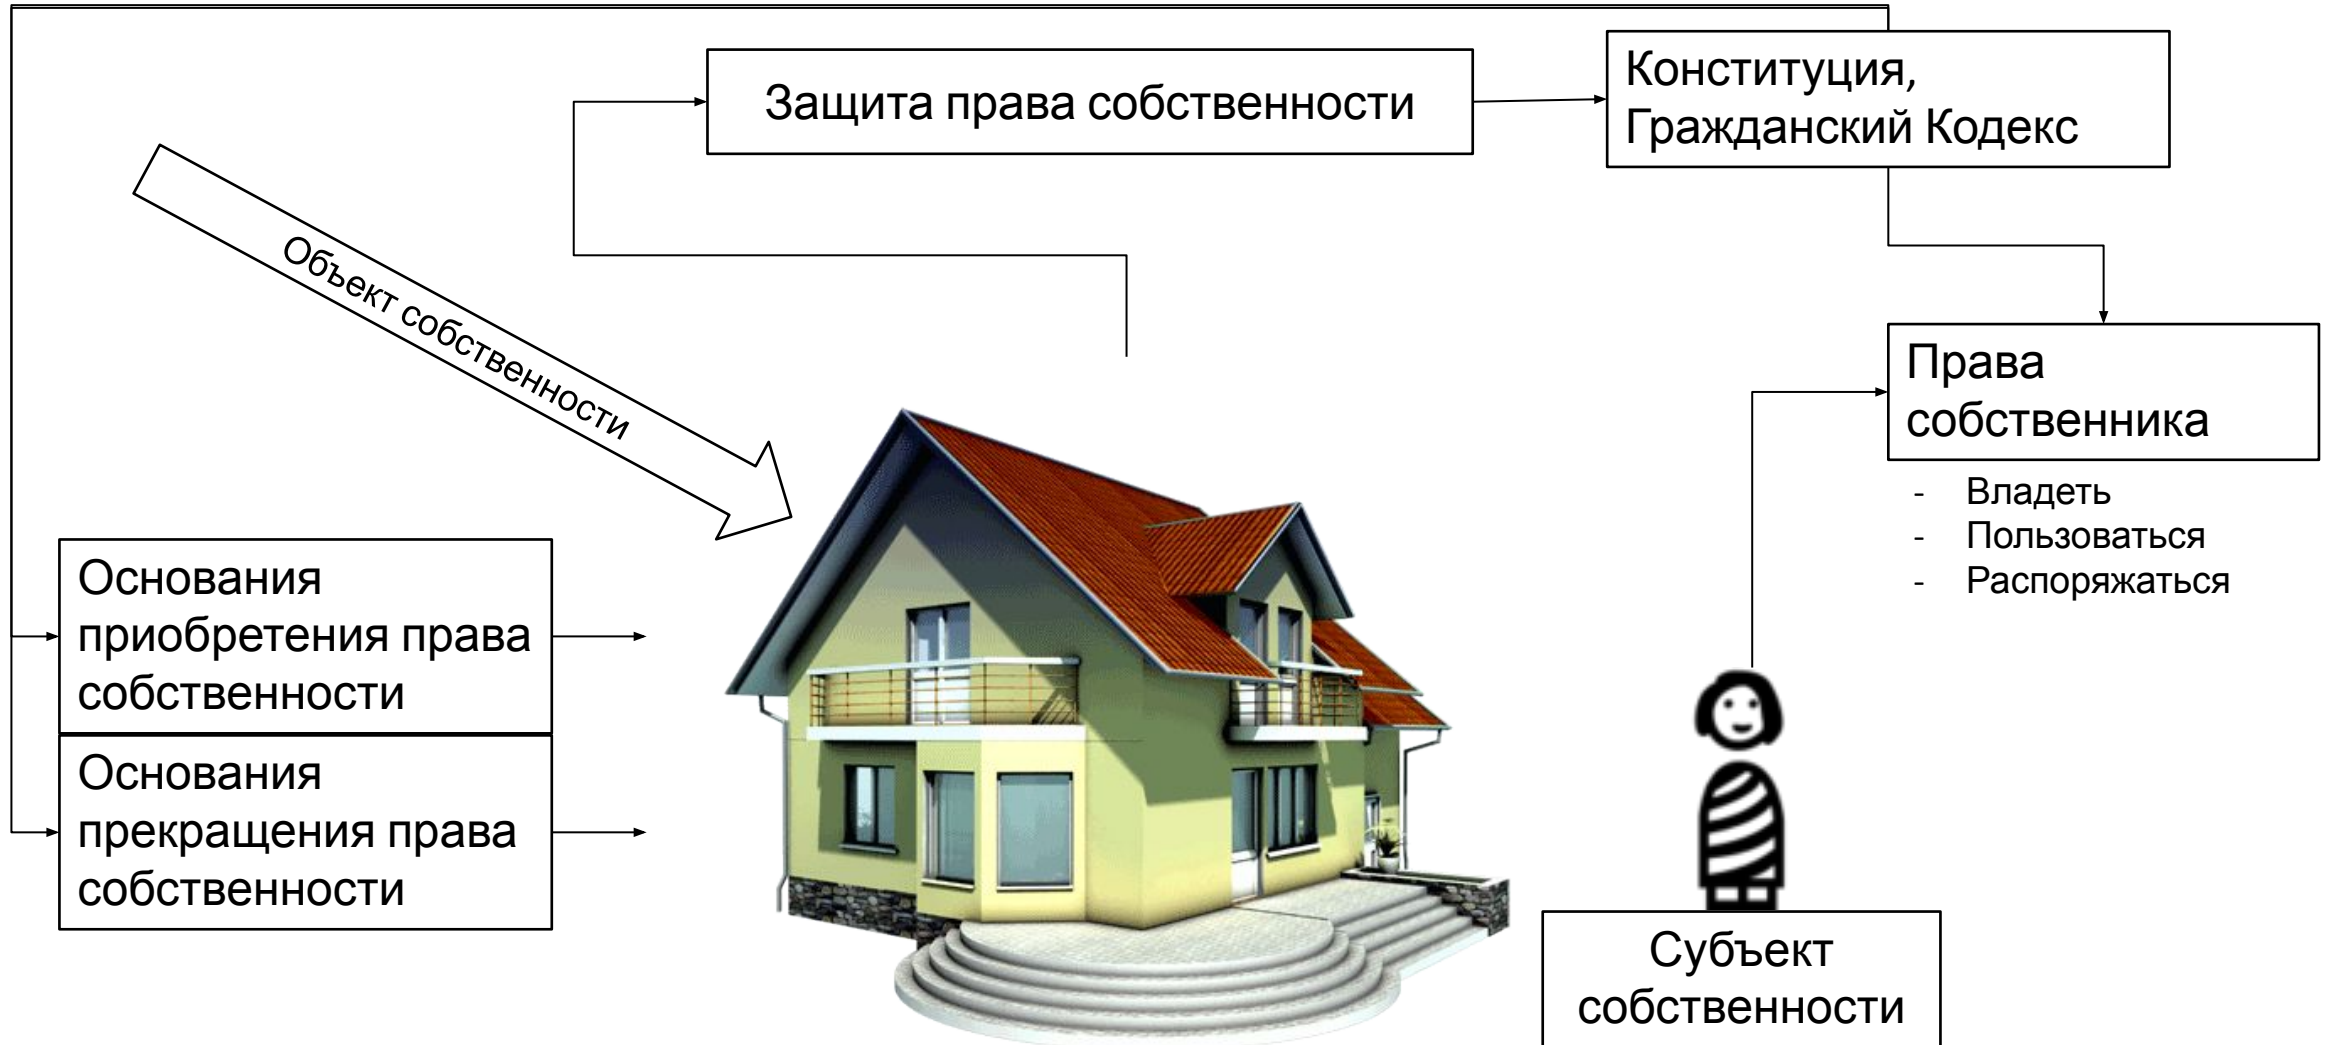 Защита права собственности
Конституция,
Гражданский Кодекс
Объект собственности
Права
собственника
- Владеть
- Пользоваться
- Распоряжаться
Основания
приобретения права
собственности
Основания
прекращения права
собственности
Субъект
собственности